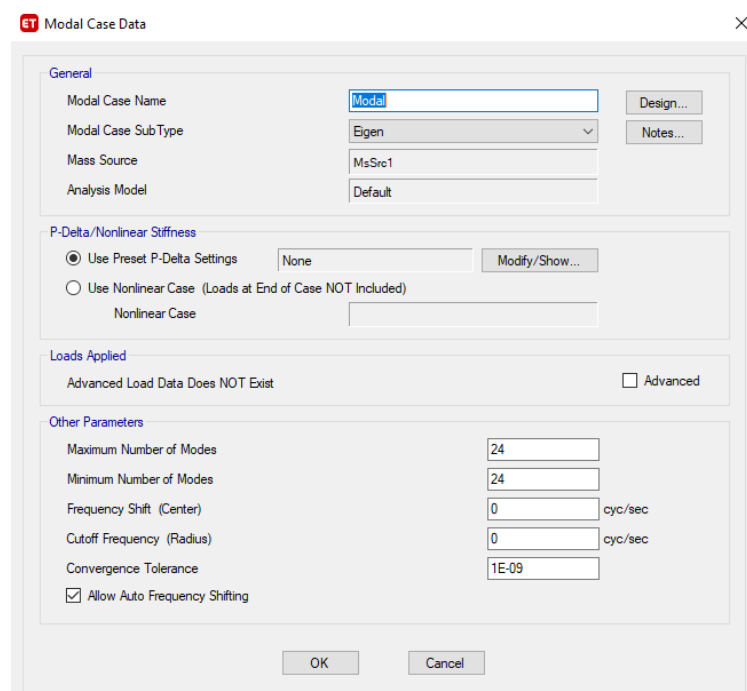 ET Modal Case Data
General
Modal Case Name Modal Design...
Modal Case SubType Eigen Notes...
Mass Source MsSrc1
Analysis Model Default
P-Delta/Nonlinear Stiffness
Use Preset P-Delta Settings None Modify/Show...
Use Nonlinear Case (Loads at End of Case NOT Included)
Nonlinear Case
Loads Applied
Advanced Load Data Does NOT Exist Advanced
Other Parameters
Maximum Number of Modes 24
Minimum Number of Modes 24
Frequency Shift (Center) 0 cyc/sec
Cutoff Frequency (Radius) 0 cyc/sec
Convergence Tolerance 1E-09
Allow Auto Frequency Shifting
OK Cancel